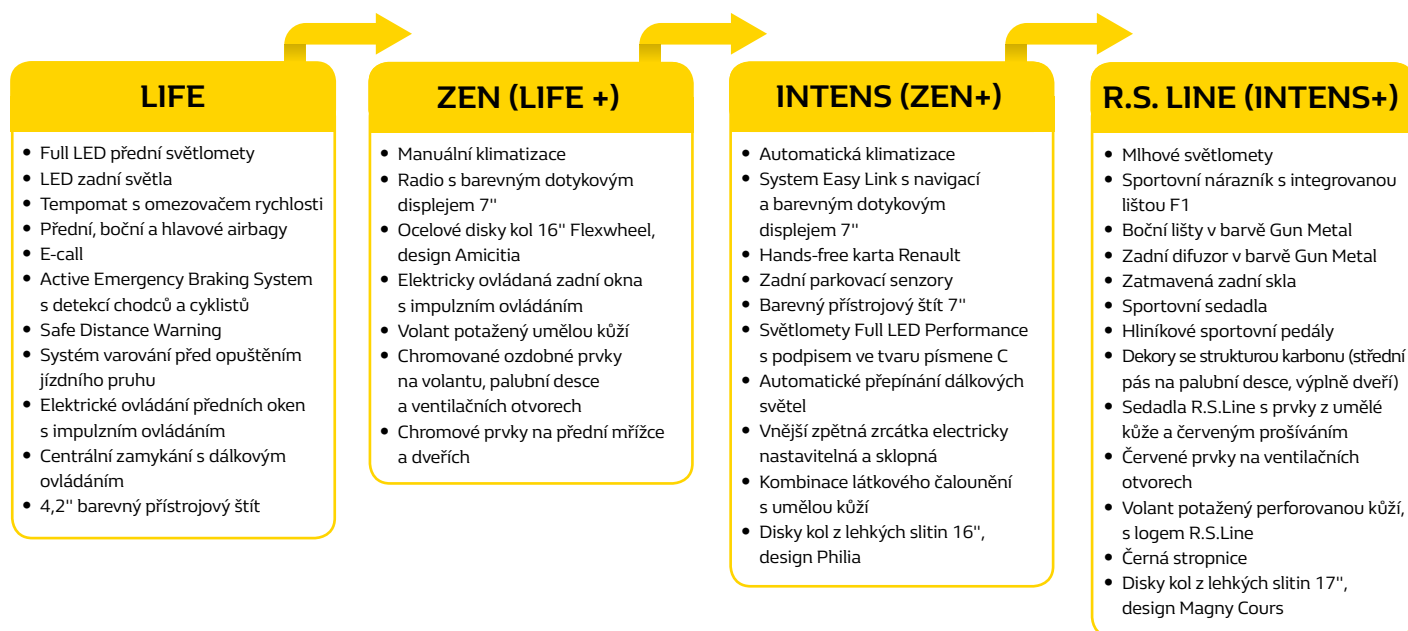 LIFE
• Full LED přední světlomety
• LED zadní světla
• Tempomat s omezovačem rychlosti
• Přední, boční a hlavové airbagy
• E-call
• Active Emergency Braking System
s detekcí chodců a cyklistů
• Safe Distance Warning
• Systém varování před opuštěním
jízdního pruhu
• Elektrické ovládání předních oken
s impulzním ovládáním
• Centrální zamykání s dálkovým
ovládáním
• 4,2" barevný přístrojový štít
ZEN (LIFE +)
• Manuální klimatizace
• Radio s barevným dotykovým
displejem 7"
• Ocelové disky kol 16" Flexwheel,
design Amicitia
• Elektricky ovládaná zadní okna
s impulzním ovládáním
• Volant potažený umělou kůží
• Chromované ozdobné prvky
na volantu, palubní desce
a ventilačních otvorech
• Chromové prvky na přední mřížce
a dveřích
INTENS (ZEN+)
• Automatická klimatizace
• System Easy Link s navigací
a barevným dotykovým
displejem 7"
• Hands-free karta Renault
• Zadní parkovací senzory
• Barevný přístrojový štít 7"
• Světlomety Full LED Performance
s podpisem ve tvaru písmene C
• Automatické přepínání dálkových
světel
• Vnější zpětná zrcátka electricky
nastavitelná a sklopná
• Kombinace látkového čalounění
s umělou kůží
• Disky kol z lehkých slitin 16",
design Philia
R.S. LINE (INTENS+)
• Mlhové světlomety
• Sportovní nárazník s integrovanou
lištou F1
• Boční lišty v barvě Gun Metal
• Zadní difuzor v barvě Gun Metal
• Zatmavená zadní skla
• Sportovní sedadla
• Hliníkové sportovní pedály
• Dekory se strukturou karbonu (střední
pás na palubní desce, výplně dveří)
• Sedadla R.S.Line s prvky z umělé
kůže a červeným prošíváním
• Červené prvky na ventilačních
otvorech
• Volant potažený perforovanou kůží,
s logem R.S.Line
• Černá stropnice
• Disky kol z lehkých slitin 17",
design Magny Cours